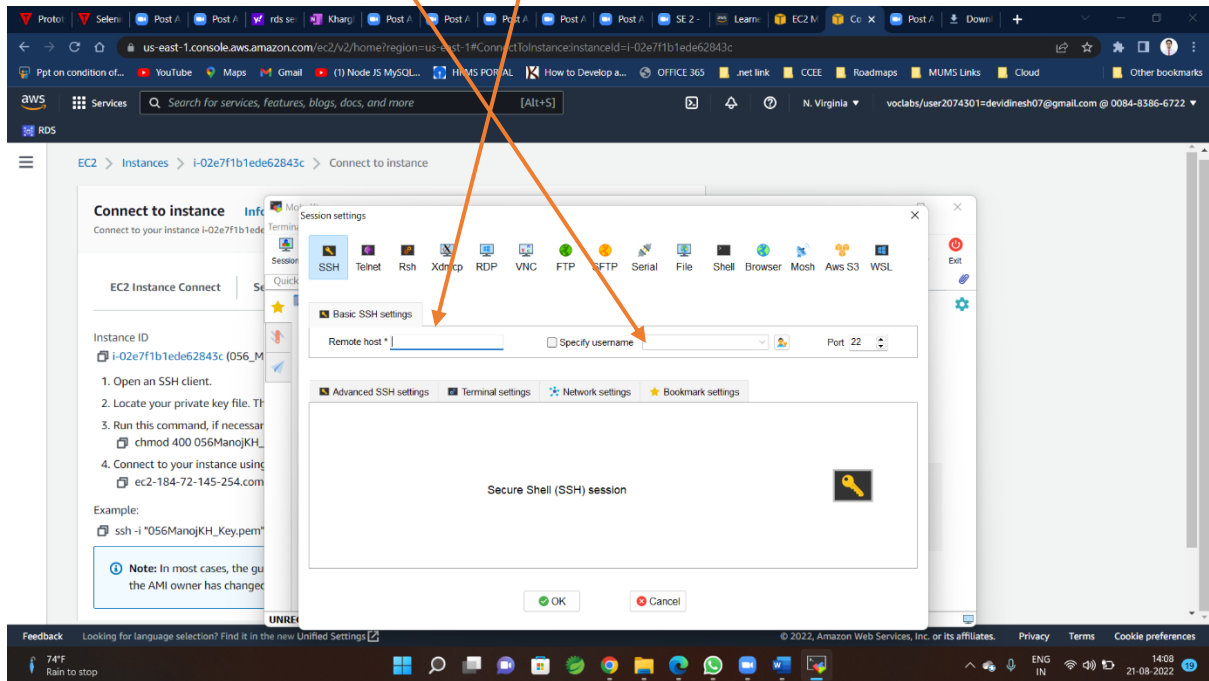 Protot Selen Post A Post A rds se Kharg Post A Post A Post A Post A Post A SE 2 - Learne EC2 M Co Post A Downl
us-east-1.console.aws.amazon.com/ec2/v2/home?region=us-east-1#ConnectToInstance:instanceId=i-02e7f1b1ede62843c
Ppt on condition of... YouTube Maps Gmail (1) Node JS MySQL... HRMS PORTAL How to Develop a... OFFICE 365 .net link CCEE Roadmaps MUMS Links Cloud Other bookmarks
aws Services Search for services, features, blogs, docs, and more [Alt+S] N. Virginia voclabs/user2074301=devidinesh07@gmail.com @ 0084-8386-6722
RDS
EC2 > Instances > i-02e7f1b1ede62843c > Connect to instance
Connect to instance Info
Connect to your instance i-02e7f1b1ede
EC2 Instance Connect Se
Instance ID
i-02e7f1b1ede62843c (056_M
1. Open an SSH client.
2. Locate your private key file. Th
3. Run this command, if necessar
chmod 400 056ManojKH_
4. Connect to your instance using
ec2-184-72-145-254.com
Example:
ssh -i "056ManojKH_Key.pem"
Note: In most cases, the gu
the AMI owner has changed
Termin
Session
Quick
UNRE
Exit
Session settings
SSH Telnet Rsh Xdmcp RDP VNC FTP SFTP Serial File Shell Browser Mosh Aws S3 WSL
Basic SSH settings
Remote host * Specify username Port 22
Advanced SSH settings Terminal settings Network settings Bookmark settings
Secure Shell (SSH) session
OK Cancel
Feedback Looking for language selection? Find it in the new Unified Settings © 2022, Amazon Web Services, Inc. or its affiliates. Privacy Terms Cookie preferences
74°F
Rain to stop
ENG
IN
14:08
21-08-2022
19